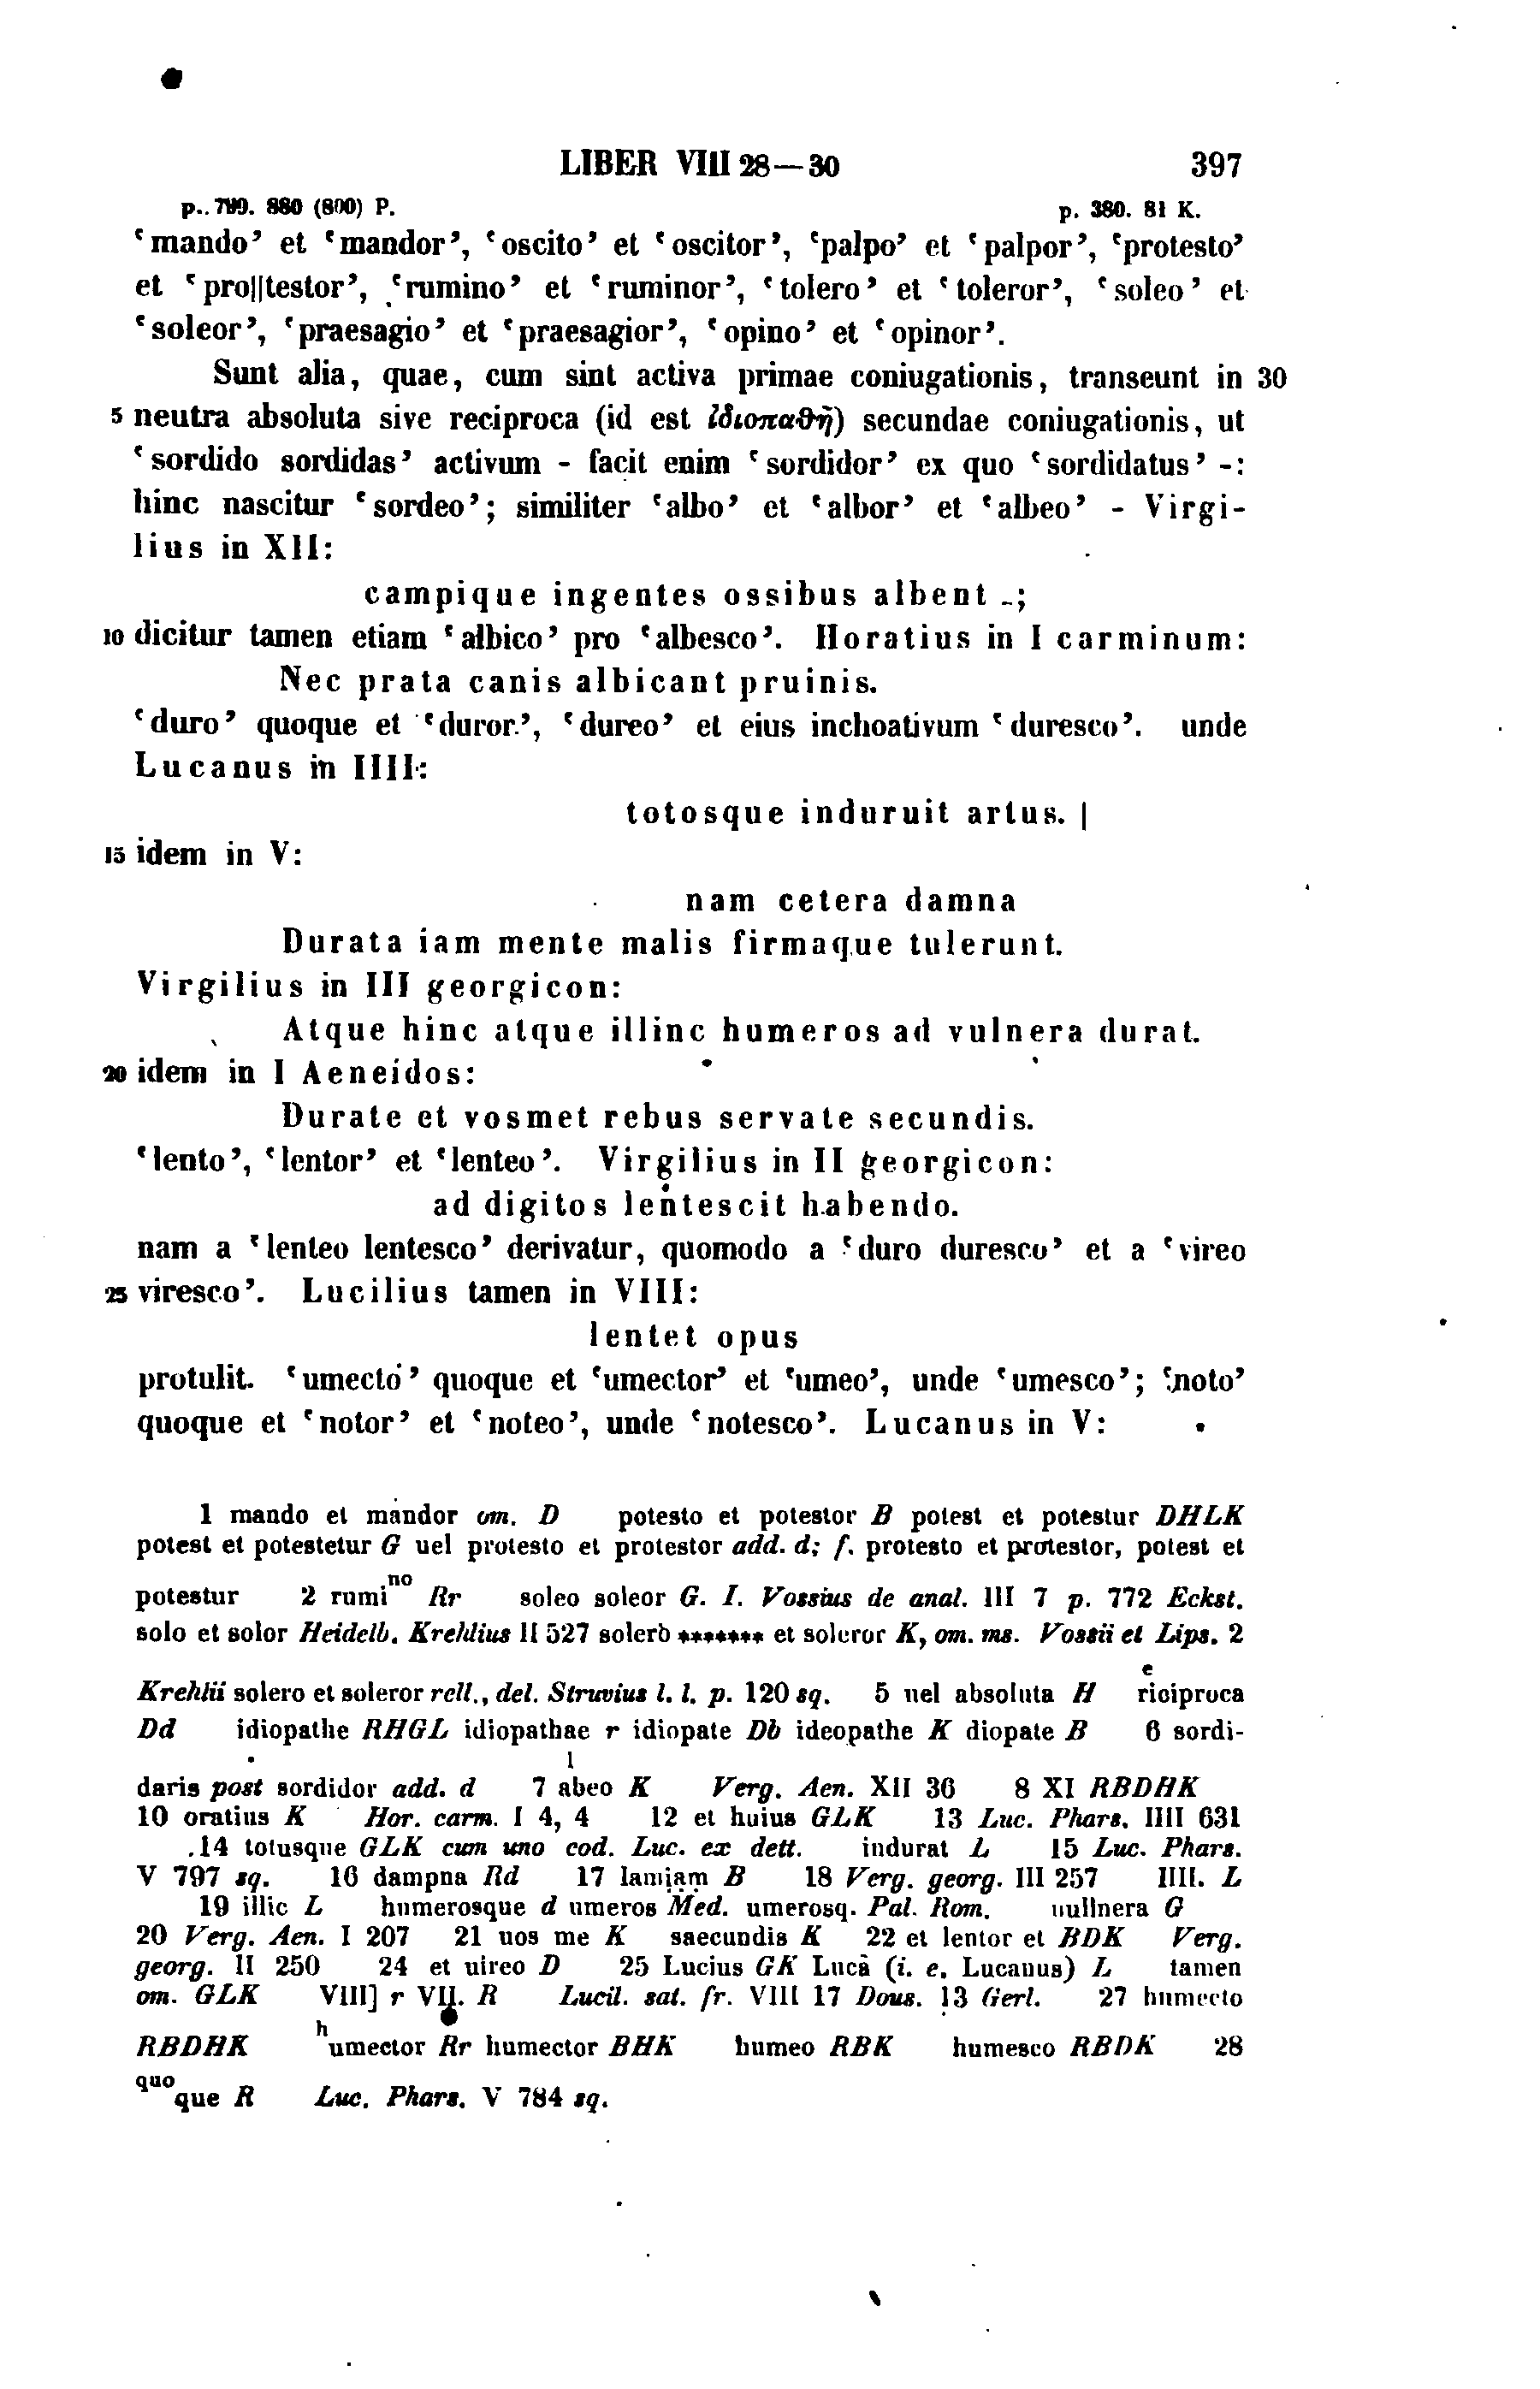 LIBER VIIII 28—30 397
p. 799. 880 (800) P. p. 380. 81 K.
‘mando’ et ‘mandor’, ‘oscito’ et ‘oscitor’, ‘palpo’ et ‘palpor’, ‘protesto’
et ‘pro||testor’, ‘rumino’ et ‘ruminor’, ‘tolero’ et ‘toleror’, ‘soleo’ et
‘soleor’, ‘praesagio’ et ‘praesagior’, ‘opino’ et ‘opinor’.
Sunt alia, quae, cum sint activa primae coniugationis, transeunt in 30
5 neutra absoluta sive reciproca (id est ἰδιοπαθῆ) secundae coniugationis, ut
‘sordido sordidas’ activum - facit enim ‘sordidor’ ex quo ‘sordidatus’ -:
hinc nascitur ‘sordeo’; similiter ‘albo’ et ‘albor’ et ‘albeo’ - Virgi-
lius in XII:
campique ingentes ossibus albent -;
10 dicitur tamen etiam ‘albico’ pro ‘albesco’. Horatius in I carminum:
Nec prata canis albicant pruinis.
‘duro’ quoque et ‘duror’, ‘dureo’ et eius inchoativum ‘duresco’. unde
Lucanus in IIII:
totosque induruit artus. |
15 idem in V:
nam cetera damna
Durata iam mente malis firmaque tulerunt.
Virgilius in III georgicon:
Atque hinc atque illinc humeros ad vulnera durat.
20 idem in I Aeneidos:
Durate et vosmet rebus servate secundis.
‘lento’, ‘lentor’ et ‘lenteo’. Virgilius in II georgicon:
ad digitos lentescit habendo.
nam a ‘lenteo lentesco’ derivatur, quomodo a ‘duro duresco’ et a ‘vireo
25 viresco’. Lucilius tamen in VIII:
lentet opus
protulit. ‘umecto’ quoque et ‘umector’ et ‘umeo’, unde ‘umesco’; ‘noto’
quoque et ‘notor’ et ‘noteo’, unde ‘notesco’. Lucanus in V:
1 mando et mandor om. D potesto et potestor B potest et potestur DHLK
potest et potestetur G uel protesto et protestor add. d; f. protesto et protestor, potest et
potestur 2 rumi^no Rr soleo soleor G. I. Vossius de anal. III 7 p. 772 Eckst.
solo et solor Heidelb. Krehlius II 527 solerò ******* et soleror K, om. ms. Vossii et Lips. 2
Krehlii solero et soleror rell., del. Struvius l. l. p. 120 sq. 5 uel absoluta H ri^eciproca
Dd idiopathe RHGL idiopathae r idiopate Db ideopathe K diopate B 6 sordi-
daris post sordidor add. d 7 a^lbeo K Verg. Aen. XII 36 8 XI RBDHK
10 oratius K Hor. carm. I 4, 4 12 et huius GLK 13 Luc. Phars. IIII 631
14 totusque GLK cum uno cod. Luc. ex dett. indurat L 15 Luc. Phars.
V 797 sq. 16 dampna Rd 17 lamiam B 18 Verg. georg. III 257 IIII. L
19 illic L humerosque d umeros Med. umerosq. Pal. Rom. uullnera G
20 Verg. Aen. I 207 21 uos me K saecundis K 22 et lentor et BDK Verg.
georg. II 250 24 et uireo D 25 Lucius GK Lucà (i. e. Lucanus) L tamen
om. GLK VIII] r VII. R Lucil. sat. fr. VIII 17 Dous. 13 Gerl. 27 humecto
RBDHK ^humector Rr humector BHK humeo RBK humesco RBDK 28
^quoque R Luc. Phars. V 784 sq.